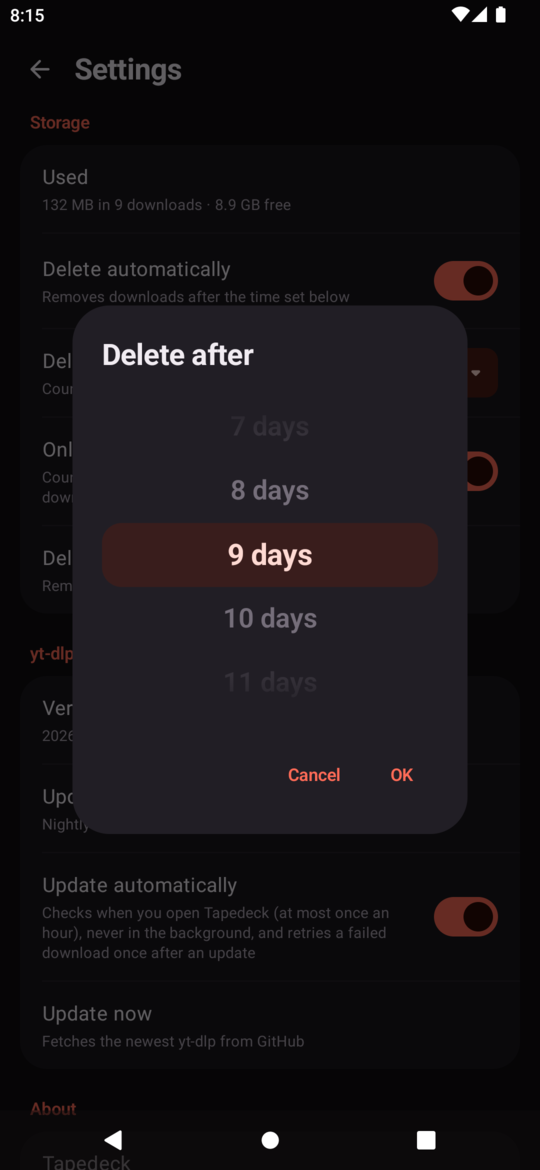 8:15
Settings
Storage
Used
132 MB in 9 downloads · 8.9 GB free
Delete automatically
Removes downloads after the time set below
Delete after
7 days
8 days
9 days
10 days
11 days
Cancel
OK
yt-dlp
Nightly
Update automatically
Checks when you open Tapedeck (at most once an
hour), never in the background, and retries a failed
download once after an update
Update now
Fetches the newest yt-dlp from GitHub
About
Tapedeck